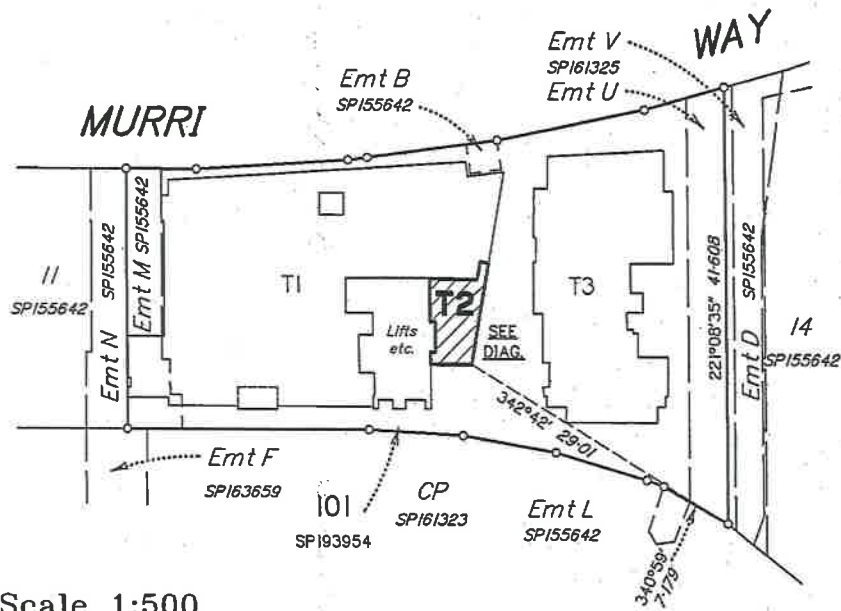 MURRI
WAY
Emt B
SP155642
Emt V
SP161325
Emt U
11
SP155642
Emt N SP155642
Emt M SP155642
T1
Lifts
etc.
T2
SEE
DIAG.
T3
221°08'35" 41·608
Emt D SP155642
14
SP155642
342°42' 29·01
Emt F
SP163659
101
SP193954
CP
SP161323
Emt L
SP155642
340°59'
7·179
Scale 1:500